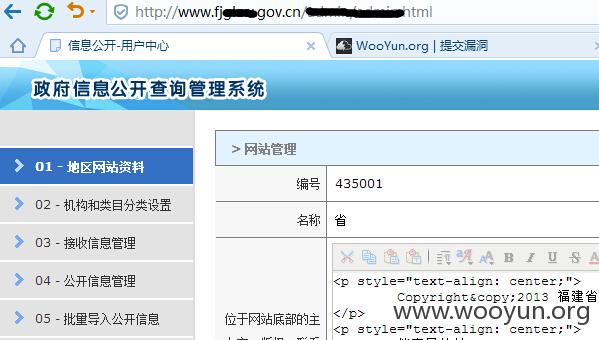 http://www.fj gov.cn/ html
信息公开-用户中心
WooYun.org | 提交漏洞
政府信息公开查询管理系统
01 - 地区网站资料
> 网站管理
编号 435001
02 - 机构和类目分类设置
名称 省
03 - 接收信息管理
<p style="text-align: center;">
04 - 公开信息管理
Copyright&copy;2013 福建省
位于网站底部的主
</p>
05 - 批量导入公开信息
<p style="text-align: center;">
www.wooyun.org